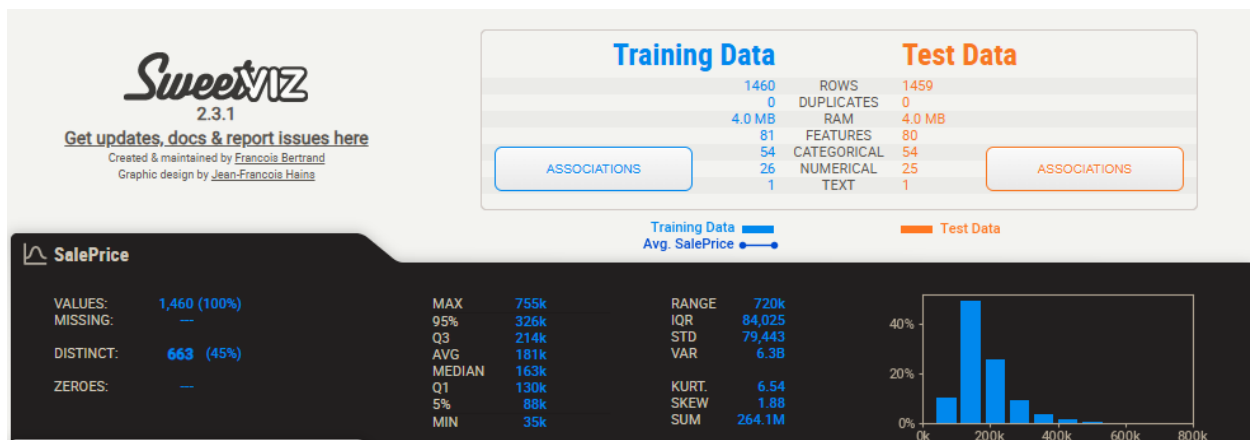 SweetVIZ
2.3.1
Get updates, docs & report issues here
Created & maintained by Francois Bertrand
Graphic design by Jean-Francois Hains
Training Data Test Data
1460 ROWS 1459
0 DUPLICATES 0
4.0 MB RAM 4.0 MB
81 FEATURES 80
54 CATEGORICAL 54
26 NUMERICAL 25
1 TEXT 1
ASSOCIATIONS
ASSOCIATIONS
Training Data
Avg. SalePrice
Test Data
SalePrice
VALUES: 1,460 (100%)
MISSING: ---
DISTINCT: 663 (45%)
ZEROES: ---
MAX 755k
95% 326k
Q3 214k
AVG 181k
MEDIAN 163k
Q1 130k
5% 88k
MIN 35k
RANGE 720k
IQR 84,025
STD 79,443
VAR 6.3B
KURT. 6.54
SKEW 1.88
SUM 264.1M
40%
20%
0%
0k 200k 400k 600k 800k